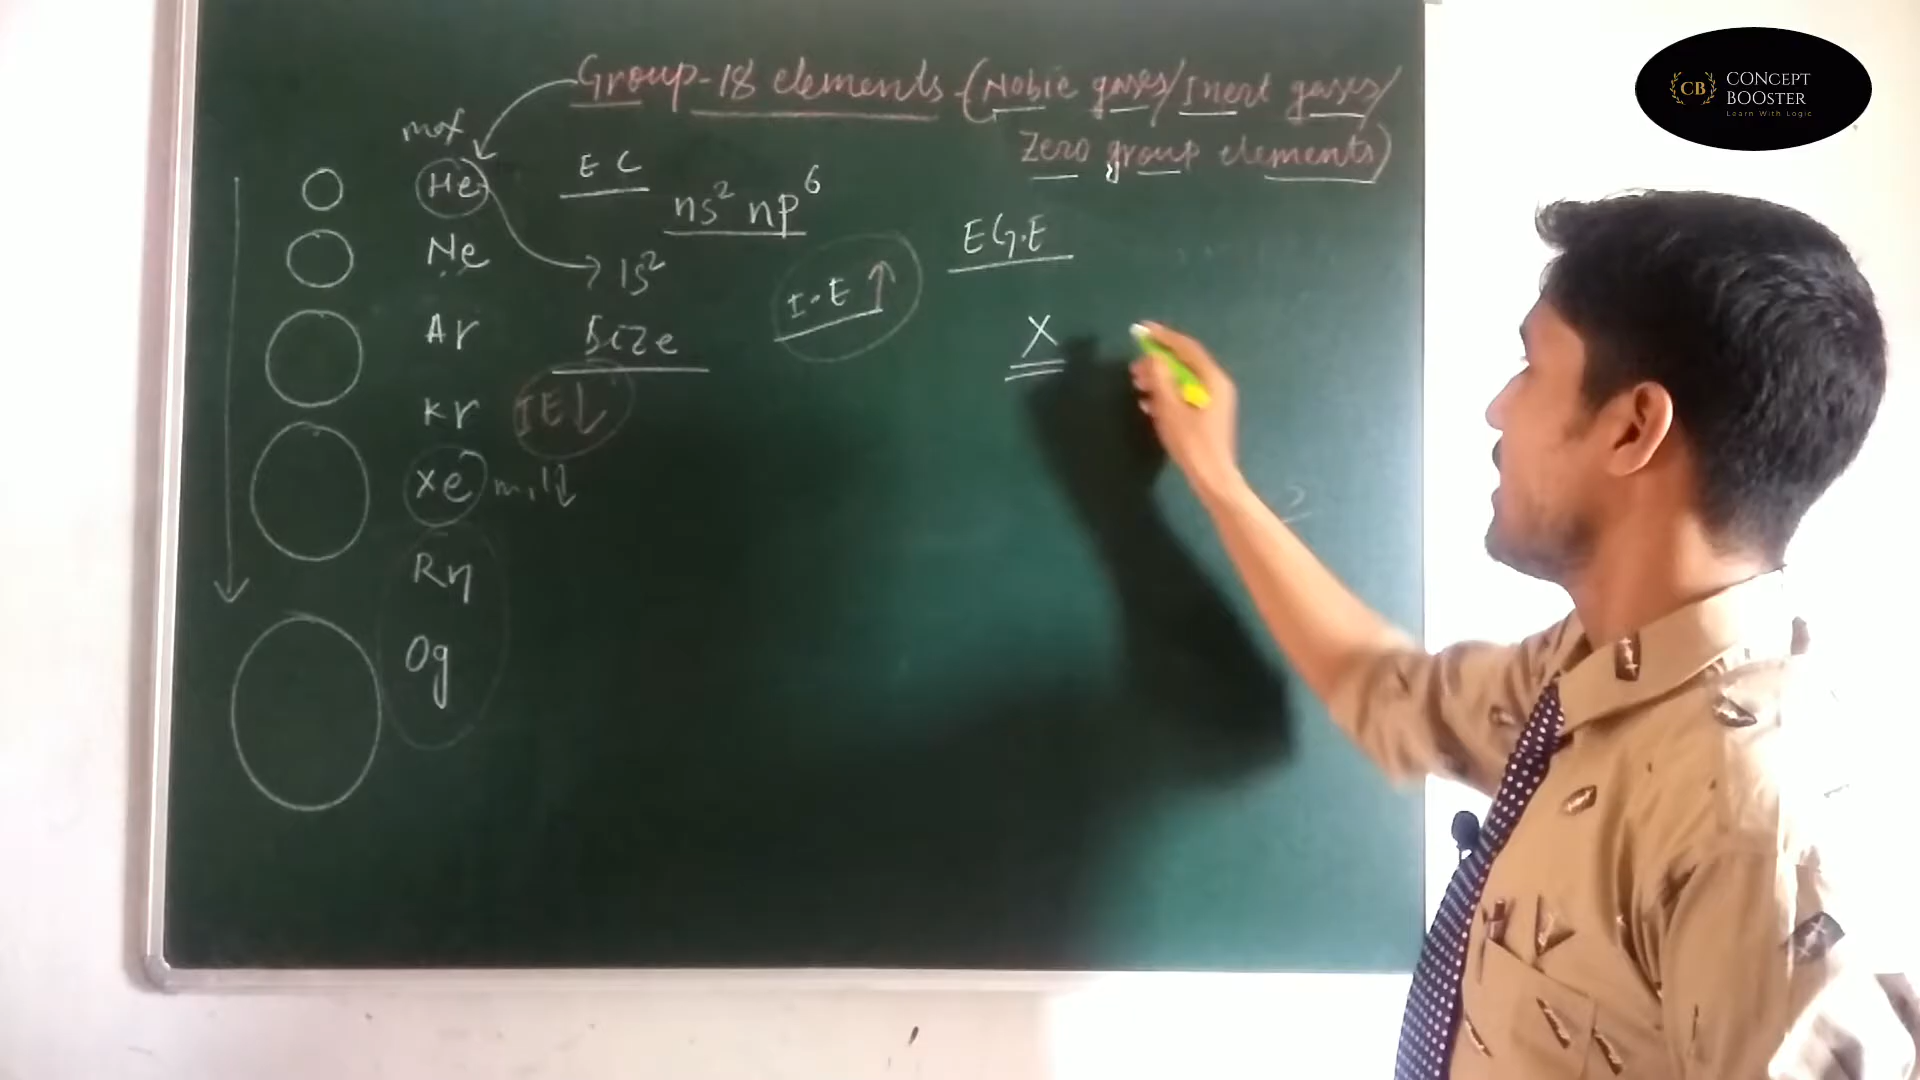 Group-18 elements (Noble gases/Inert gases/
Zero group elements)
max
He
Ne
Ar
Kr
Xe
Rn
Og
E C
ns² np⁶
1s²
Size
IE↓
I.E↑
E G.E
X
CB
CONCEPT
BOOSTER
Learn With Logic